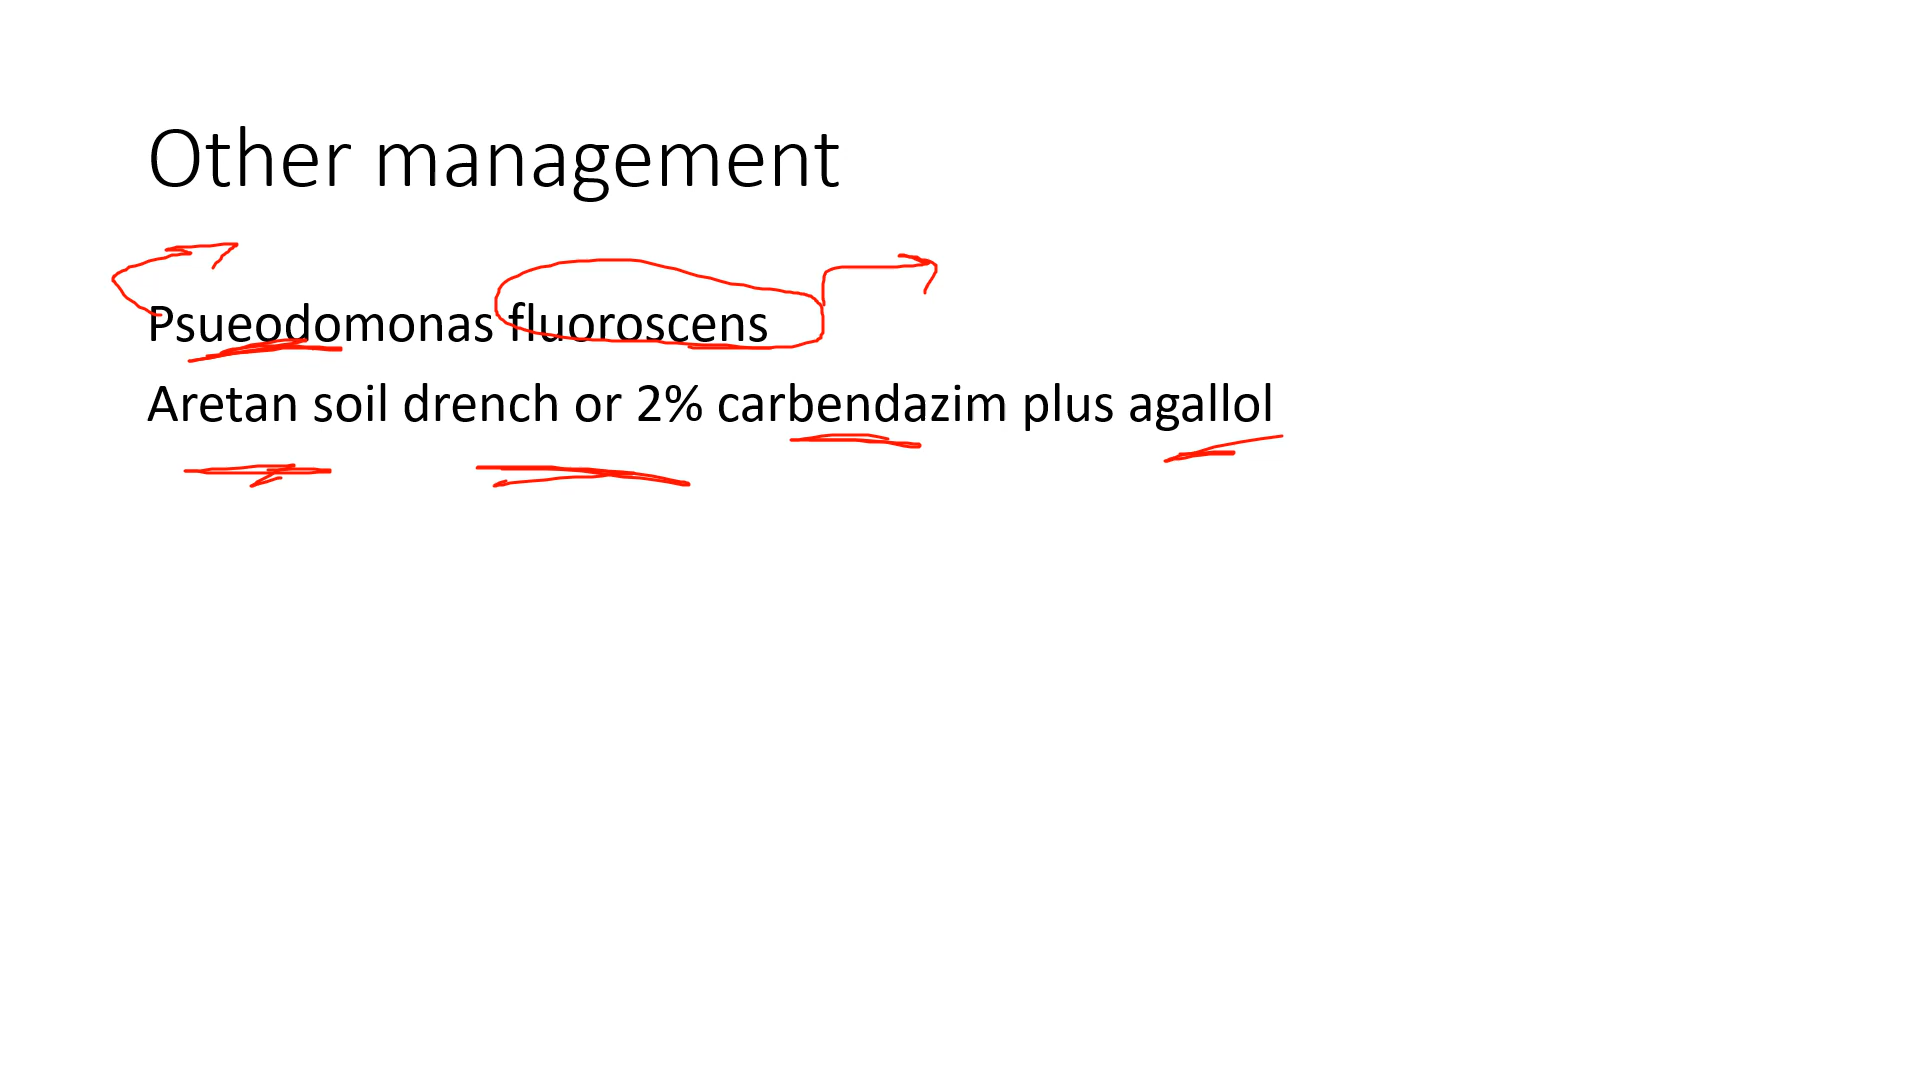 Other management
Psueodomonas fluoroscens
Aretan soil drench or 2% carbendazim plus agallol